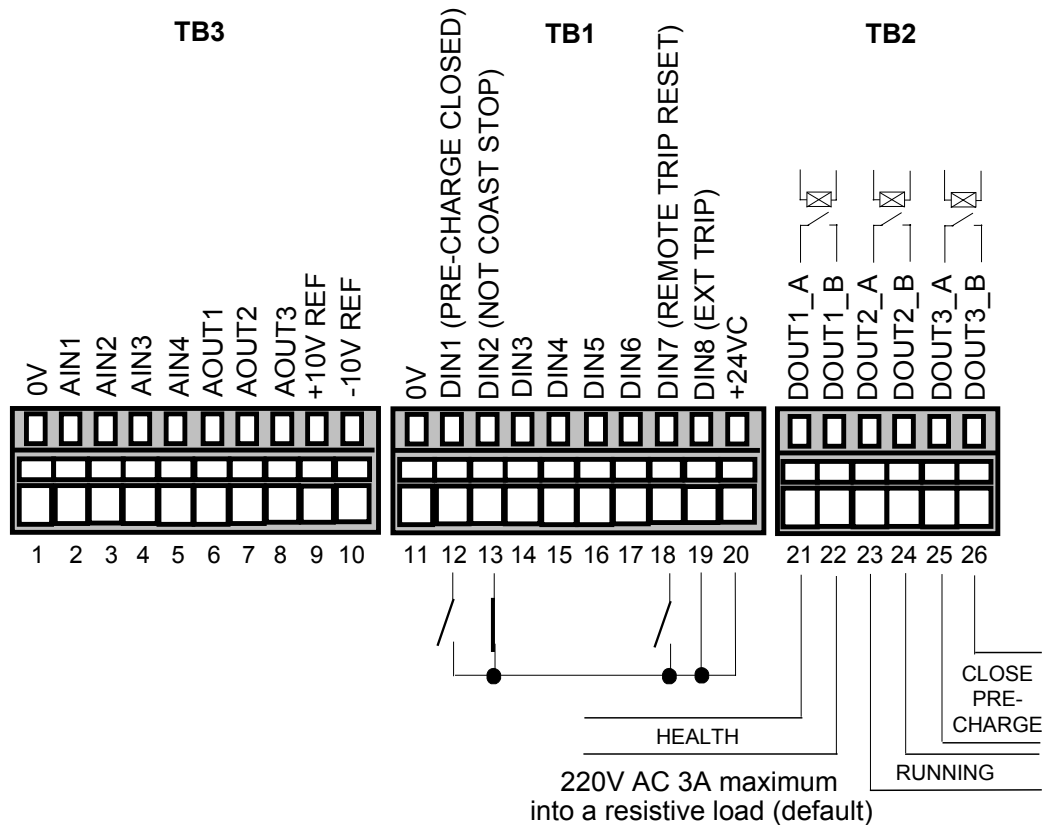 TB3
TB1
TB2
0V
AIN1
AIN2
AIN3
AIN4
AOUT1
AOUT2
AOUT3
+10V REF
-10V REF
0V
DIN1 (PRE-CHARGE CLOSED)
DIN2 (NOT COAST STOP)
DIN3
DIN4
DIN5
DIN6
DIN7 (REMOTE TRIP RESET)
DIN8 (EXT TRIP)
+24VC
DOUT1_A
DOUT1_B
DOUT2_A
DOUT2_B
DOUT3_A
DOUT3_B
1 2 3 4 5 6 7 8 9 10
11 12 13 14 15 16 17 18 19 20
21 22 23 24 25 26
CLOSE
PRE-
CHARGE
HEALTH
RUNNING
220V AC 3A maximum
into a resistive load (default)